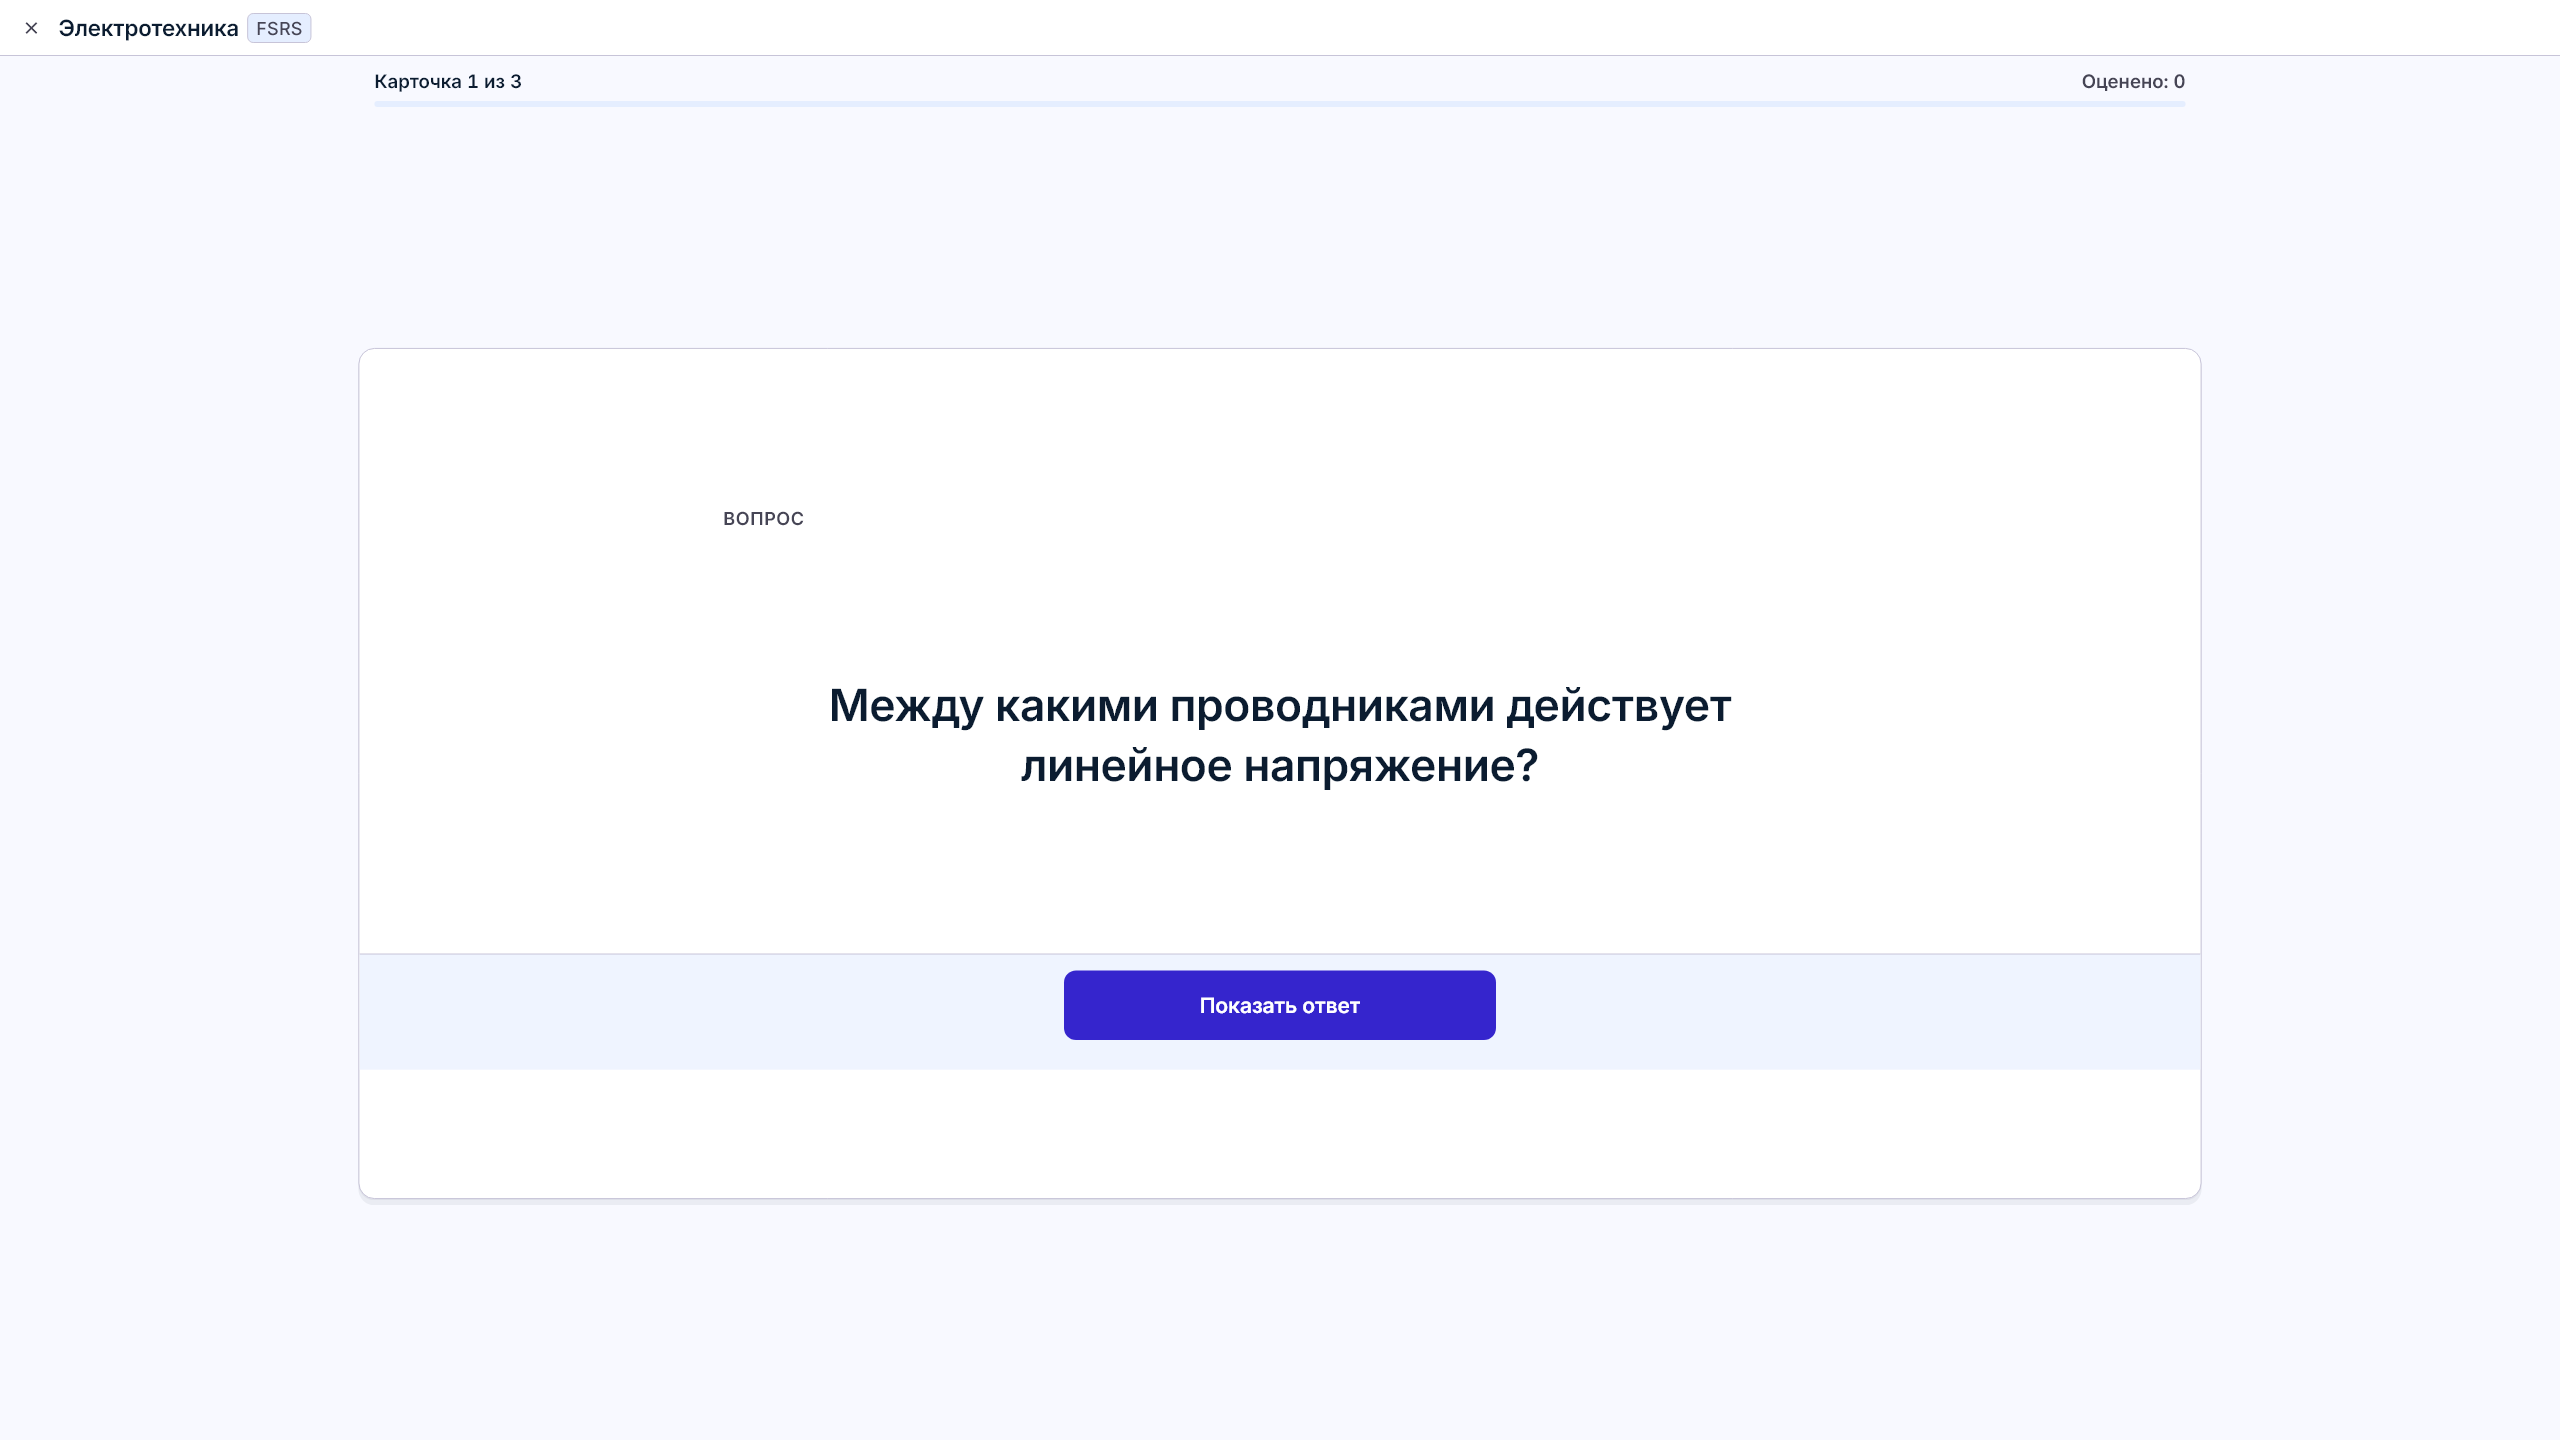 Электротехника FSRS
Карточка 1 из 3
Оценено: 0
ВОПРОС
Между какими проводниками действует
линейное напряжение?
Показать ответ